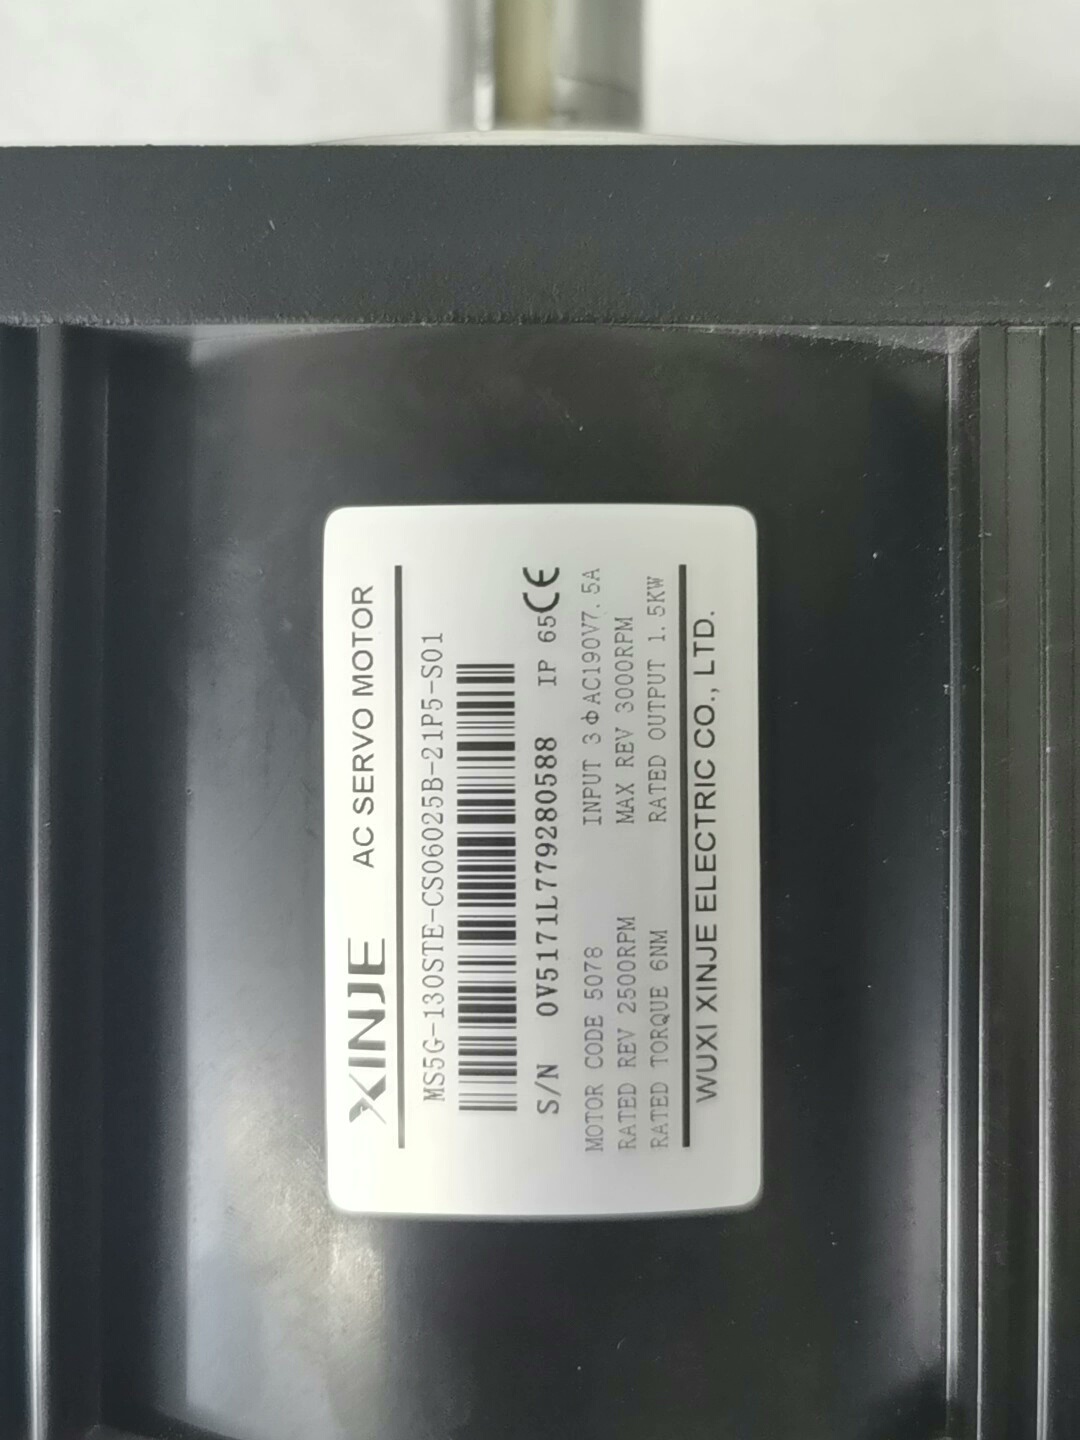 XINJE AC SERVO MOTOR
MS5G-130STE-CS06025B-21P5-S01
S/N 0V5171L779280588 IP 65 CE
MOTOR CODE 5078 INPUT 3ΦAC190V7.5A
RATED REV 2500RPM MAX REV 3000RPM
RATED TORQUE 6NM RATED OUTPUT 1.5KW
WUXI XINJE ELECTRIC CO., LTD.